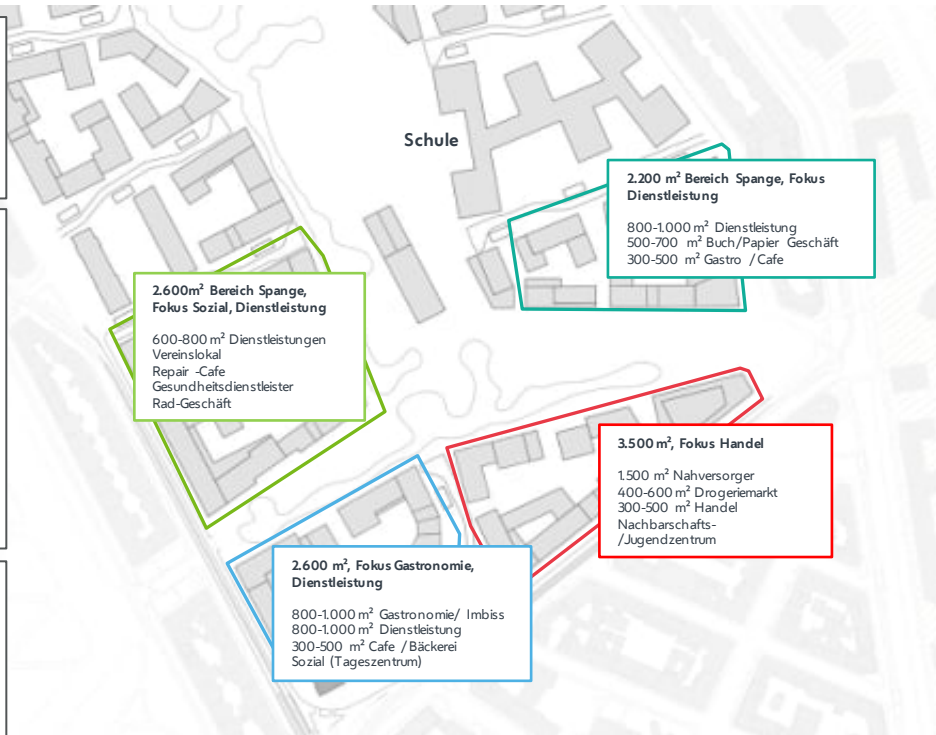 Schule
2.200 m² Bereich Spange, Fokus
Dienstleistung
800-1.000 m² Dienstleistung
500-700 m² Buch/Papier Geschäft
300-500 m² Gastro / Cafe
2.600m² Bereich Spange,
Fokus Sozial, Dienstleistung
600-800 m² Dienstleistungen
Vereinslokal
Repair -Cafe
Gesundheitsdienstleister
Rad-Geschäft
3.500 m², Fokus Handel
1.500 m² Nahversorger
400-600 m² Drogeriemarkt
300-500 m² Handel
Nachbarschafts-
/Jugendzentrum
2.600 m², Fokus Gastronomie,
Dienstleistung
800-1.000 m² Gastronomie/ Imbiss
800-1.000 m² Dienstleistung
300-500 m² Cafe / Bäckerei
Sozial (Tageszentrum)